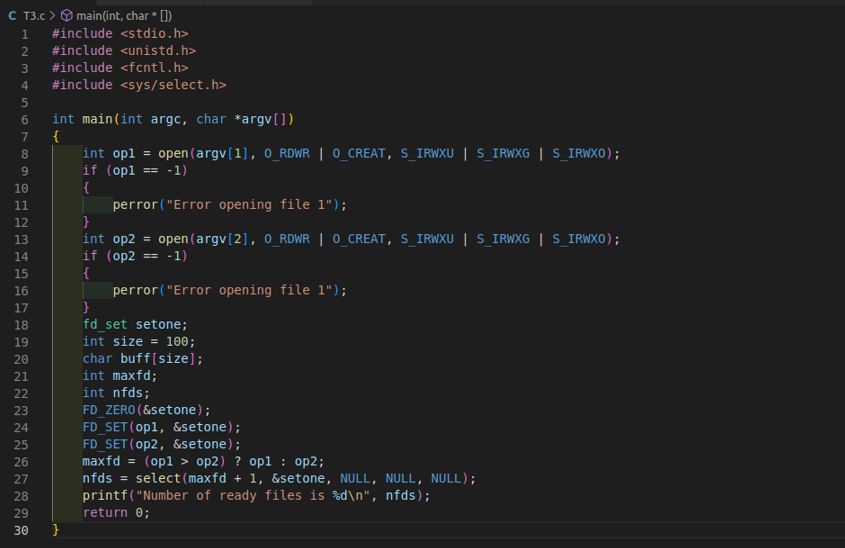 C T3.c > main(int, char * [])
1 #include <stdio.h>
2 #include <unistd.h>
3 #include <fcntl.h>
4 #include <sys/select.h>
5
6 int main(int argc, char *argv[])
7 {
8     int op1 = open(argv[1], O_RDWR | O_CREAT, S_IRWXU | S_IRWXG | S_IRWXO);
9     if (op1 == -1)
10     {
11         perror("Error opening file 1");
12     }
13     int op2 = open(argv[2], O_RDWR | O_CREAT, S_IRWXU | S_IRWXG | S_IRWXO);
14     if (op2 == -1)
15     {
16         perror("Error opening file 1");
17     }
18     fd_set setone;
19     int size = 100;
20     char buff[size];
21     int maxfd;
22     int nfds;
23     FD_ZERO(&setone);
24     FD_SET(op1, &setone);
25     FD_SET(op2, &setone);
26     maxfd = (op1 > op2) ? op1 : op2;
27     nfds = select(maxfd + 1, &setone, NULL, NULL, NULL);
28     printf("Number of ready files is %d\n", nfds);
29     return 0;
30 }